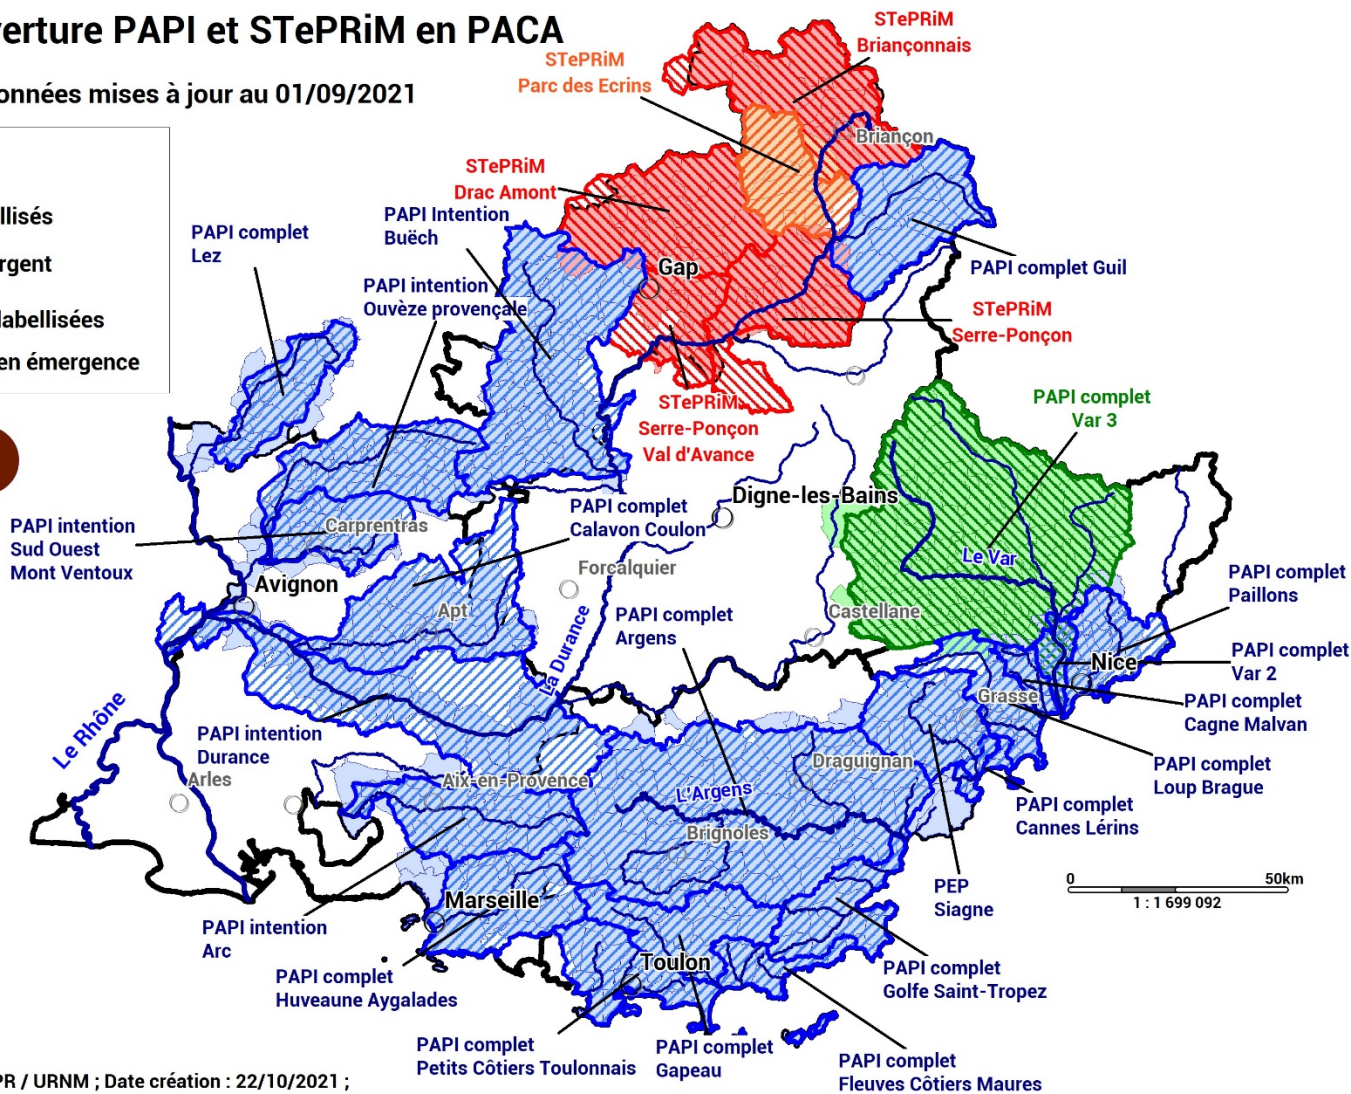 verture PAPI et STePRiM en PACA
onnées mises à jour au 01/09/2021
llisés
rgent
labellisées
en émergence
STePRiM
Briançonnais
STePRiM
Parc des Ecrins
Briançon
STePRiM
Drac Amont
PAPI Intention
Buëch
PAPI complet
Lez
PAPI complet Guil
Gap
PAPI intention
Ouvèze provençale
STePRiM
Serre-Ponçon
STePRiM
Serre-Ponçon
Val d'Avance
PAPI complet
Var 3
Digne-les-Bains
PAPI complet
Calavon Coulon
PAPI intention
Sud Ouest
Mont Ventoux
Carprentras
Le Var
Forcalquier
Avignon
PAPI complet
Paillons
Apt
Castellane
PAPI complet
Argens
La Durance
PAPI complet
Var 2
Nice
Grasse
PAPI complet
Cagne Malvan
Le Rhône
PAPI intention
Durance
Arles
Aix-en-Provence
Draguignan
PAPI complet
Loup Brague
L'Argens
PAPI complet
Cannes Lérins
Brignoles
0 50km
1 : 1 699 092
PEP
Siagne
Marseille
PAPI intention
Arc
Toulon
PAPI complet
Huveaune Aygalades
PAPI complet
Golfe Saint-Tropez
PAPI complet
Petits Côtiers Toulonnais
PAPI complet
Gapeau
PAPI complet
Fleuves Côtiers Maures
PR / URNM ; Date création : 22/10/2021 ;